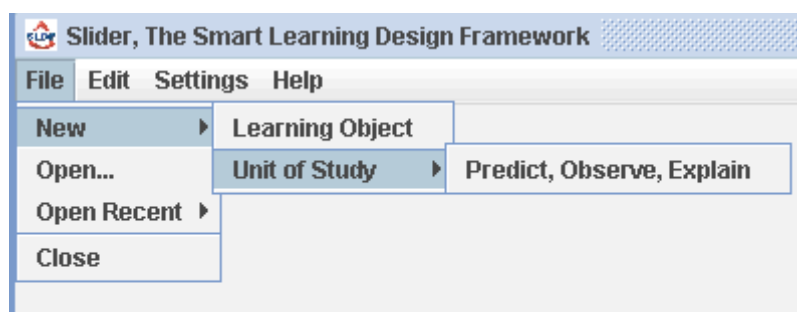 Slider, The Smart Learning Design Framework
File Edit Settings Help
New Learning Object
Open... Unit of Study Predict, Observe, Explain
Open Recent
Close